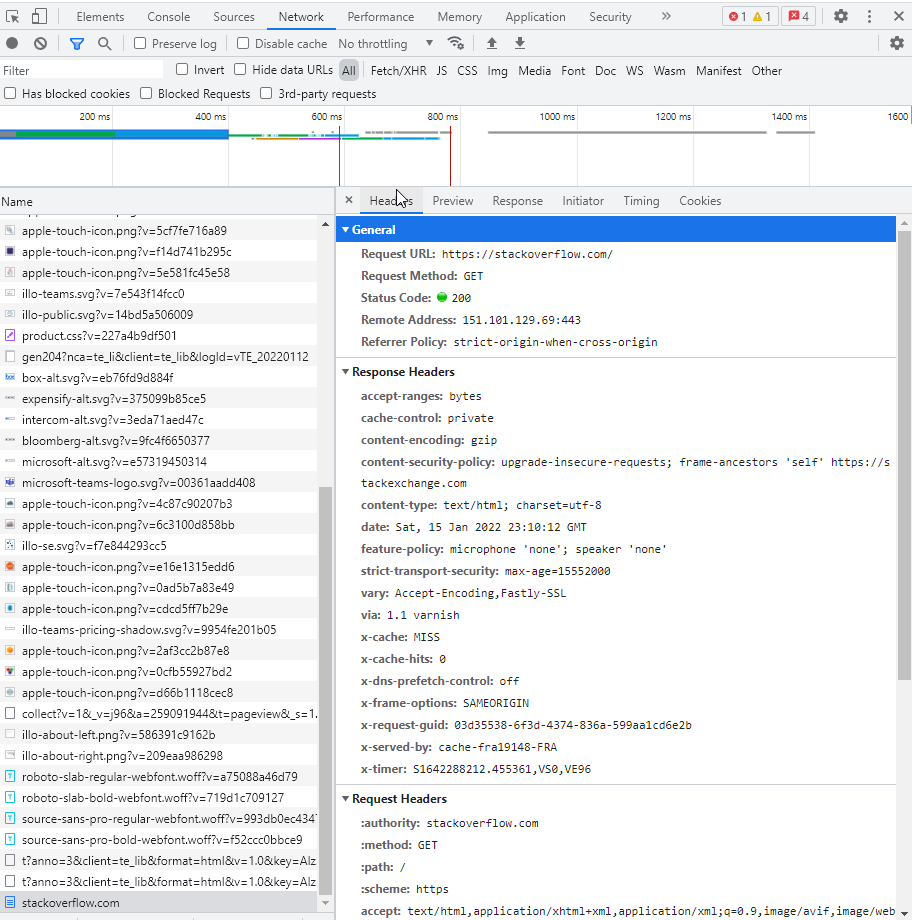 Elements Console Sources Network Performance Memory Application Security » 1 1 4
Preserve log Disable cache No throttling
Filter Invert Hide data URLs All Fetch/XHR JS CSS Img Media Font Doc WS Wasm Manifest Other
Has blocked cookies Blocked Requests 3rd-party requests
200 ms 400 ms 600 ms 800 ms 1000 ms 1200 ms 1400 ms 1600
Name
apple-touch-icon.png?v=5cf7fe716a89
apple-touch-icon.png?v=f14d741b295c
apple-touch-icon.png?v=5e581fc45e58
illo-teams.svg?v=7e543f14fcc0
illo-public.svg?v=14bd5a506009
product.css?v=227a4b9df501
gen204?nca=te_li&client=te_lib&logId=vTE_20220112
box-alt.svg?v=eb76fd9d884f
expensify-alt.svg?v=375099b85ce5
intercom-alt.svg?v=3eda71aed47c
bloomberg-alt.svg?v=9fc4f6650377
microsoft-alt.svg?v=e57319450314
microsoft-teams-logo.svg?v=00361aadd408
apple-touch-icon.png?v=4c87c90207b3
apple-touch-icon.png?v=6c3100d858bb
illo-se.svg?v=f7e844293cc5
apple-touch-icon.png?v=e16e1315edd6
apple-touch-icon.png?v=0ad5b7a83e49
apple-touch-icon.png?v=cdcd5ff7b29e
illo-teams-pricing-shadow.svg?v=9954fe201b05
apple-touch-icon.png?v=2af3cc2b87e8
apple-touch-icon.png?v=0cfb55927bd2
apple-touch-icon.png?v=d66b1118cec8
collect?v=1&_v=j96&a=259091944&t=pageview&_s=1.
illo-about-left.png?v=586391c9162b
illo-about-right.png?v=209eaa986298
roboto-slab-regular-webfont.woff?v=a75088a46d79
roboto-slab-bold-webfont.woff?v=719d1c709127
source-sans-pro-regular-webfont.woff?v=993db0ec4347
source-sans-pro-bold-webfont.woff?v=f52ccc0bbce9
t?anno=3&client=te_lib&format=html&v=1.0&key=Alz
t?anno=3&client=te_lib&format=html&v=1.0&key=Alz
stackoverflow.com
Headers Preview Response Initiator Timing Cookies
General
Request URL: https://stackoverflow.com/
Request Method: GET
Status Code: 200
Remote Address: 151.101.129.69:443
Referrer Policy: strict-origin-when-cross-origin
Response Headers
accept-ranges: bytes
cache-control: private
content-encoding: gzip
content-security-policy: upgrade-insecure-requests; frame-ancestors 'self' https://s
tackexchange.com
content-type: text/html; charset=utf-8
date: Sat, 15 Jan 2022 23:10:12 GMT
feature-policy: microphone 'none'; speaker 'none'
strict-transport-security: max-age=15552000
vary: Accept-Encoding,Fastly-SSL
via: 1.1 varnish
x-cache: MISS
x-cache-hits: 0
x-dns-prefetch-control: off
x-frame-options: SAMEORIGIN
x-request-guid: 03d35538-6f3d-4374-836a-599aa1cd6e2b
x-served-by: cache-fra19148-FRA
x-timer: S1642288212.455361,VS0,VE96
Request Headers
:authority: stackoverflow.com
:method: GET
:path: /
:scheme: https
accept: text/html,application/xhtml+xml,application/xml;q=0.9,image/avif,image/web